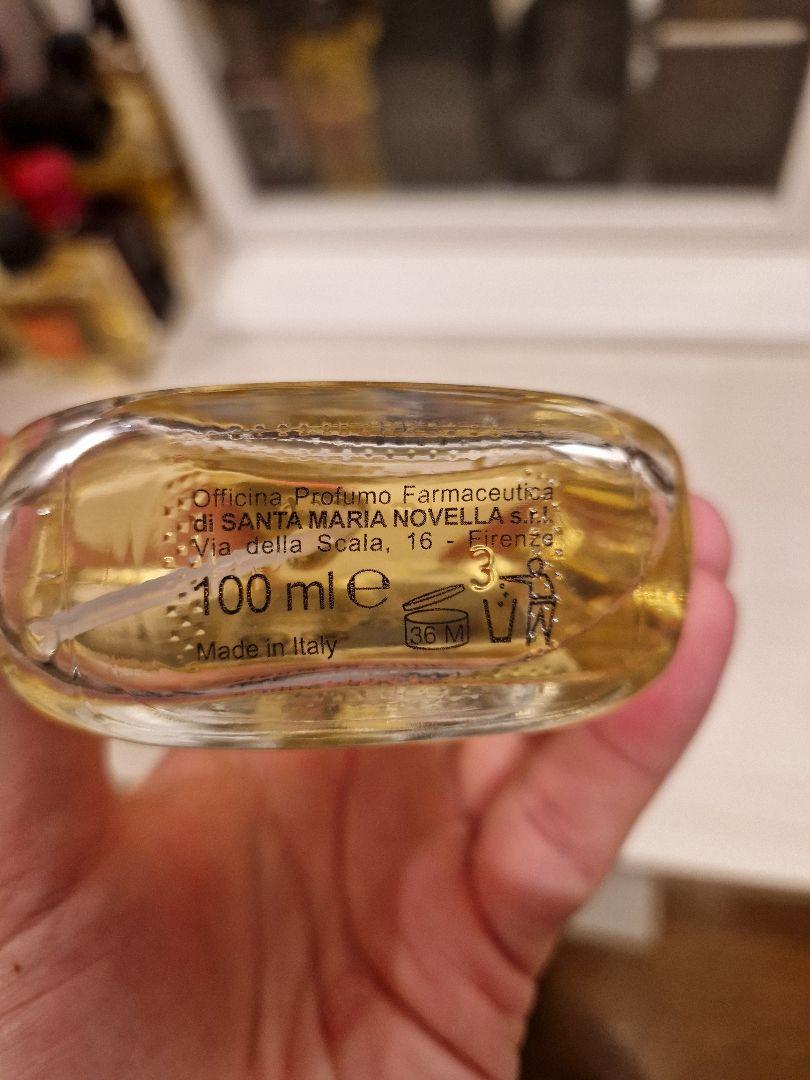 Officina Profumo Farmaceutica
di SANTA MARIA NOVELLA s.r.l.
Via della Scala, 16 - Firenze
3
100 ml ℮
36 M
Made in Italy